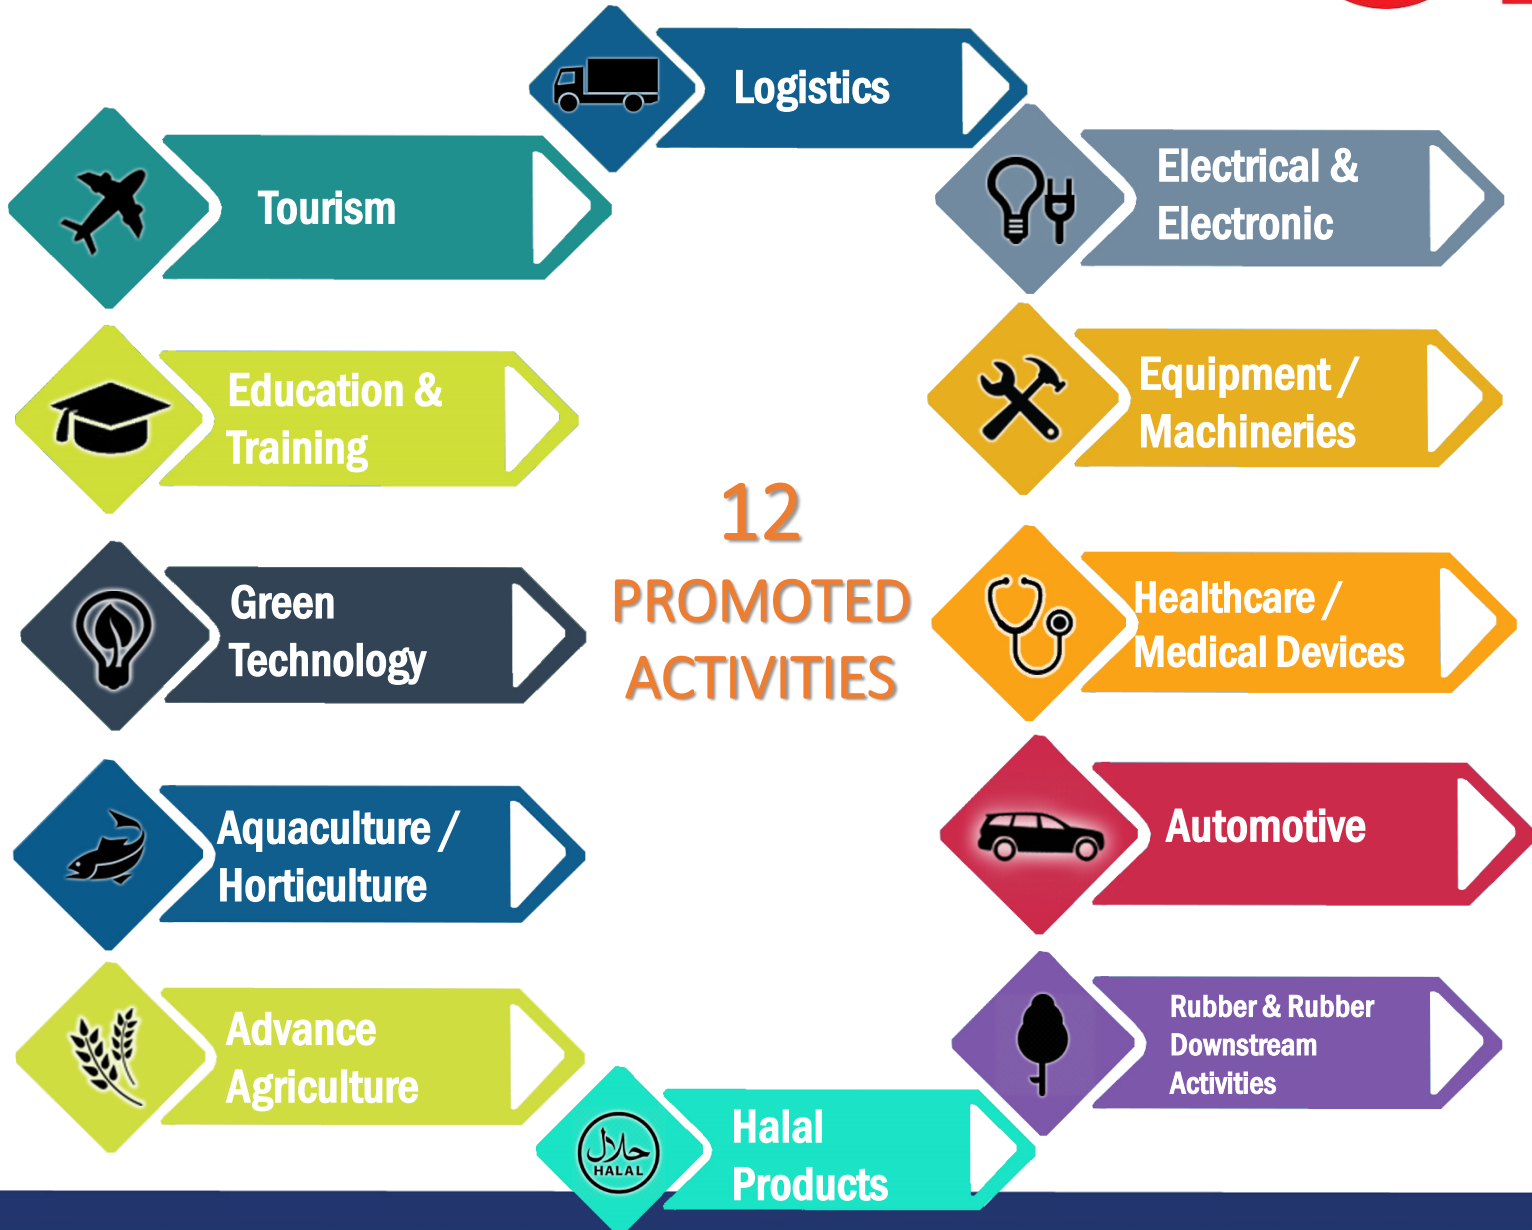 Logistics
Tourism
Electrical &
Electronic
Education &
Training
Equipment /
Machineries
12
PROMOTED
ACTIVITIES
Green
Technology
Healthcare /
Medical Devices
Aquaculture /
Horticulture
Automotive
Advance
Agriculture
Rubber & Rubber
Downstream
Activities
حلال
HALAL
Halal
Products